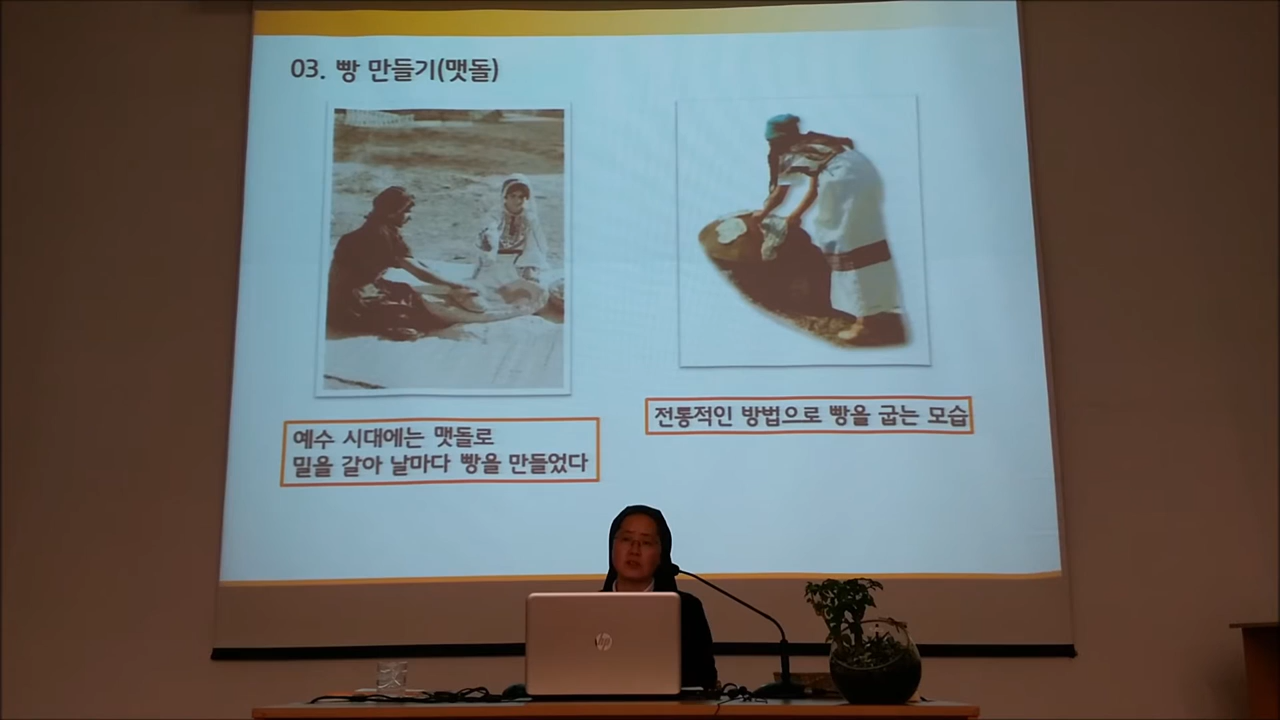 03. 빵 만들기(맷돌)
예수 시대에는 맷돌로
밀을 갈아 날마다 빵을 만들었다
전통적인 방법으로 빵을 굽는 모습
hp